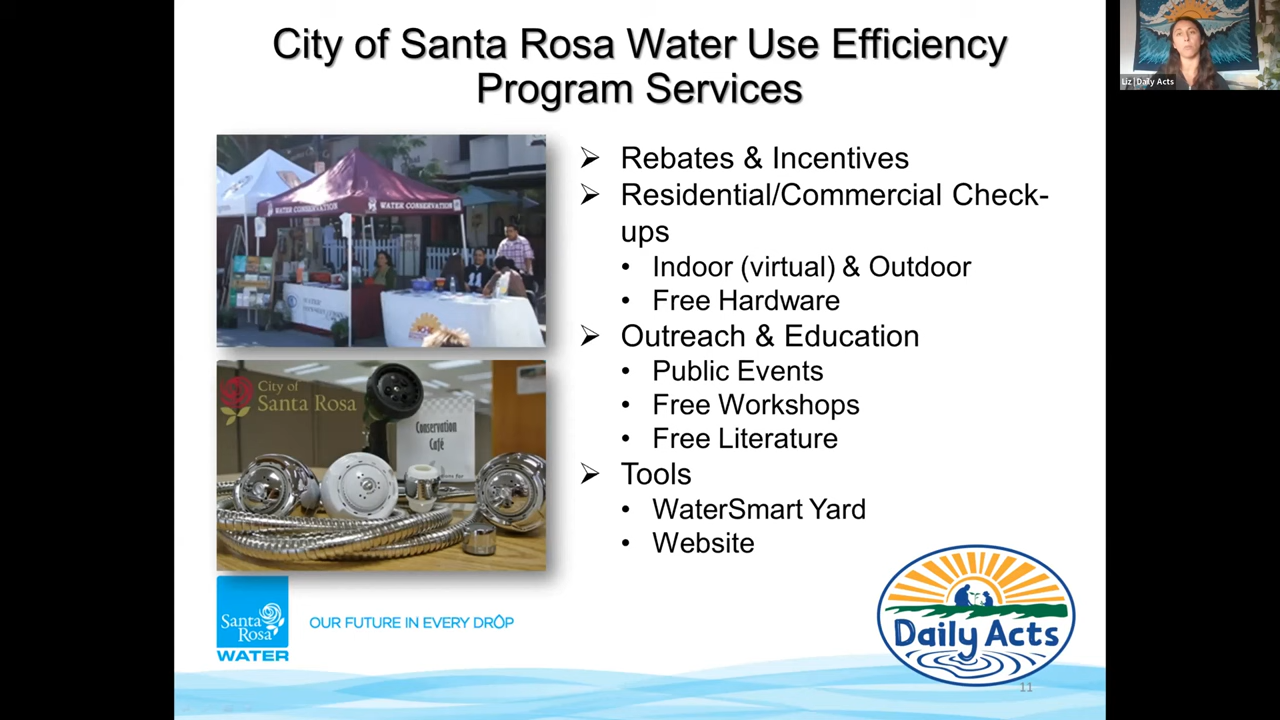 City of Santa Rosa Water Use Efficiency
Program Services
Liz | Daily Acts
WATER CONSERVATION
WATER CONSERVATION
City of
Santa Rosa
Conservation
Café
➢ Rebates & Incentives
➢ Residential/Commercial Check-
ups
• Indoor (virtual) & Outdoor
• Free Hardware
➢ Outreach & Education
• Public Events
• Free Workshops
• Free Literature
➢ Tools
• WaterSmart Yard
• Website
Santa
Rosa
WATER
OUR FUTURE IN EVERY DROP
Daily Acts
11